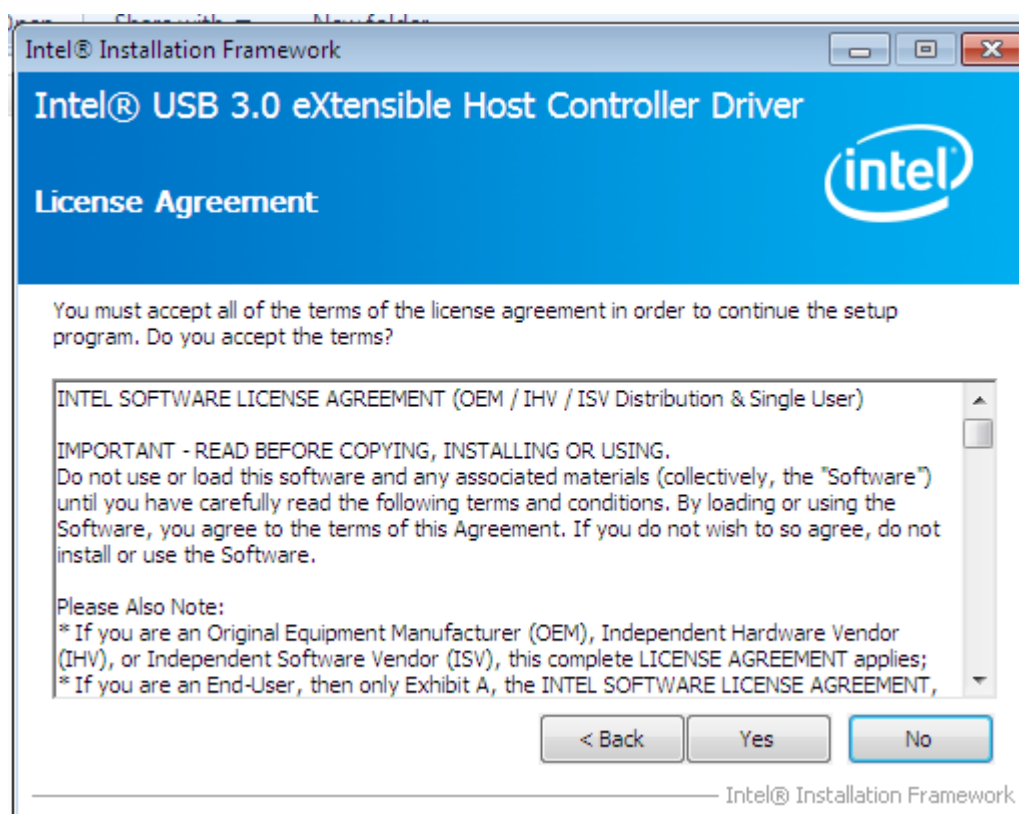 Open Share with New folder
Intel® Installation Framework
Intel® USB 3.0 eXtensible Host Controller Driver
intel
License Agreement
You must accept all of the terms of the license agreement in order to continue the setup
program. Do you accept the terms?
INTEL SOFTWARE LICENSE AGREEMENT (OEM / IHV / ISV Distribution & Single User)
IMPORTANT - READ BEFORE COPYING, INSTALLING OR USING.
Do not use or load this software and any associated materials (collectively, the "Software")
until you have carefully read the following terms and conditions. By loading or using the
Software, you agree to the terms of this Agreement. If you do not wish to so agree, do not
install or use the Software.
Please Also Note:
* If you are an Original Equipment Manufacturer (OEM), Independent Hardware Vendor
(IHV), or Independent Software Vendor (ISV), this complete LICENSE AGREEMENT applies;
* If you are an End-User, then only Exhibit A, the INTEL SOFTWARE LICENSE AGREEMENT,
< Back Yes No
Intel® Installation Framework